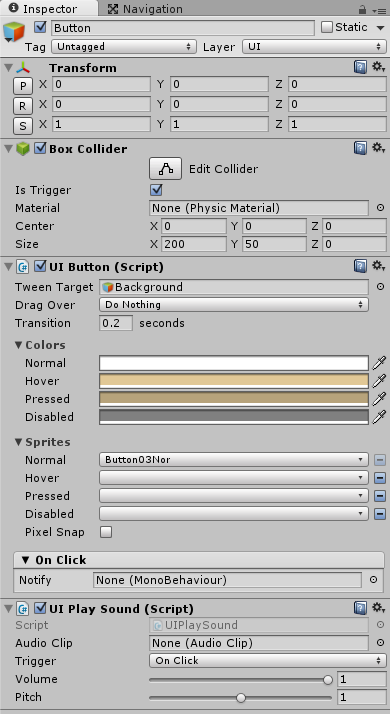 Inspector Navigation
Button Static
Tag Untagged Layer UI
Transform
P X 0 Y 0 Z 0
R X 0 Y 0 Z 0
S X 1 Y 1 Z 1
Box Collider
Edit Collider
Is Trigger
Material None (Physic Material)
Center X 0 Y 0 Z 0
Size X 200 Y 50 Z 0
UI Button (Script)
Tween Target Background
Drag Over Do Nothing
Transition 0.2 seconds
Colors
Normal
Hover
Pressed
Disabled
Sprites
Normal Button03Nor
Hover
Pressed
Disabled
Pixel Snap
On Click
Notify None (MonoBehaviour)
UI Play Sound (Script)
Script UIPlaySound
Audio Clip None (Audio Clip)
Trigger On Click
Volume 1
Pitch 1